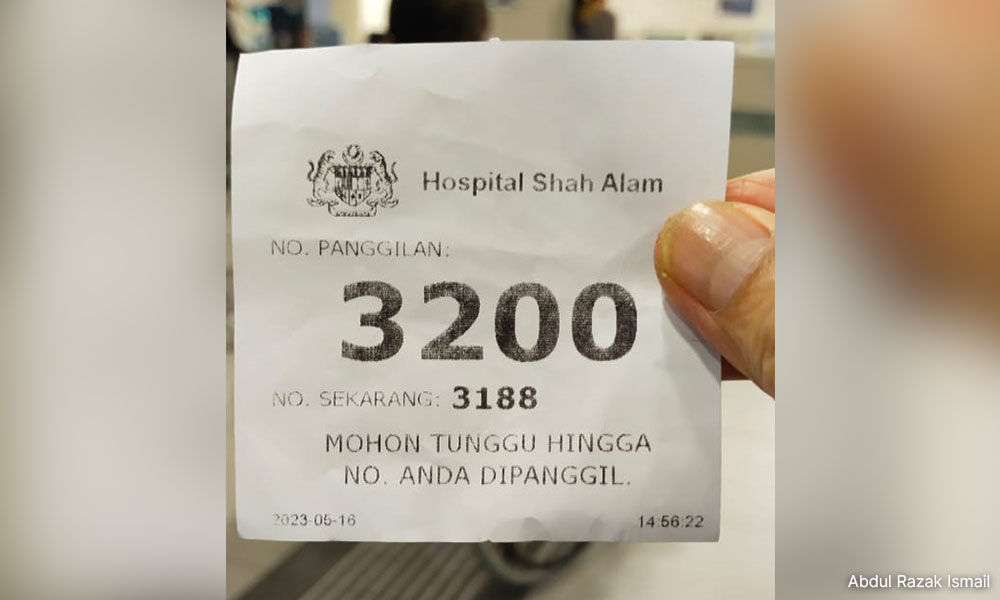 Hospital Shah Alam
NO. PANGGILAN:
3200
NO. SEKARANG: 3188
MOHON TUNGGU HINGGA
NO. ANDA DIPANGGIL.
2023-05-16 14:56:22
Abdul Razak Ismail